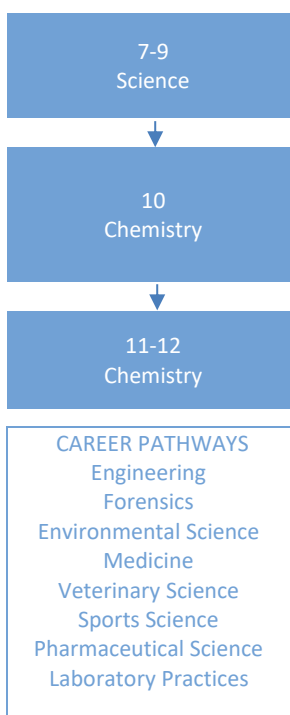 7-9
Science
10
Chemistry
11-12
Chemistry
CAREER PATHWAYS
Engineering
Forensics
Environmental Science
Medicine
Veterinary Science
Sports Science
Pharmaceutical Science
Laboratory Practices